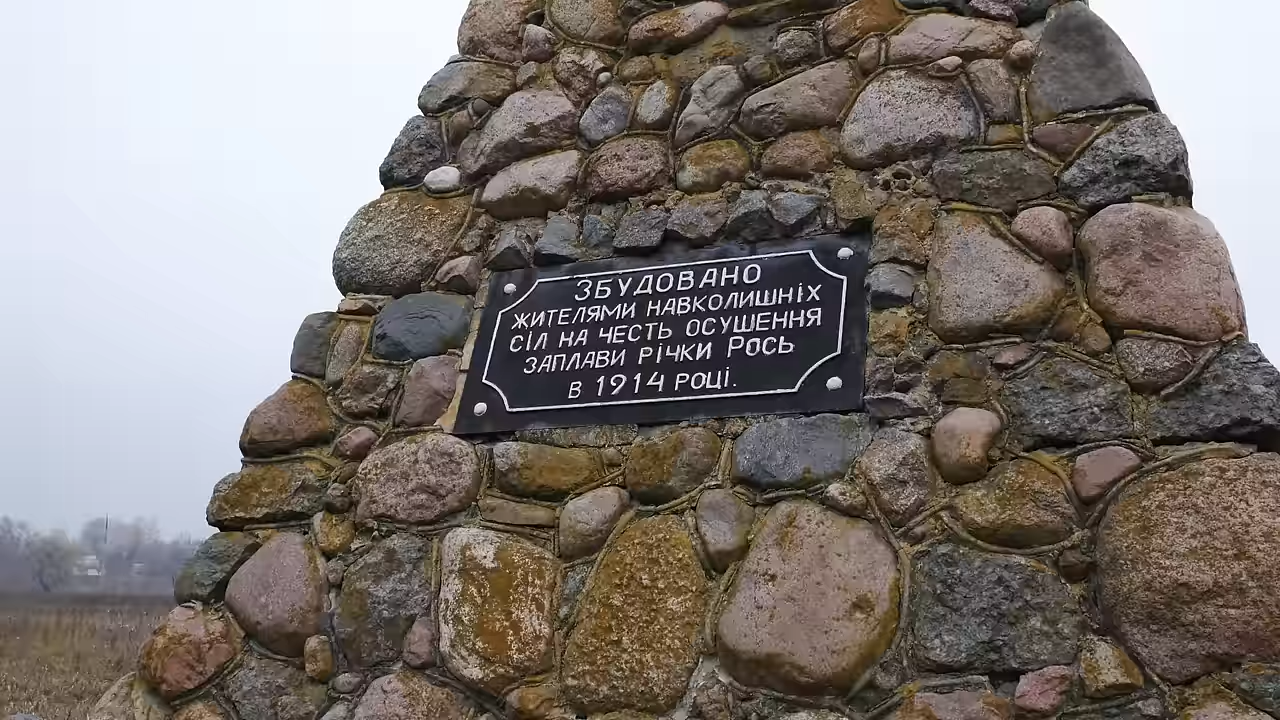 ЗБУДОВАНО
ЖИТЕЛЯМИ НАВКОЛИШНІХ
СІЛ НА ЧЕСТЬ ОСУШЕННЯ
ЗАПЛАВИ РІЧКИ РОСЬ
В 1914 РОЦІ.